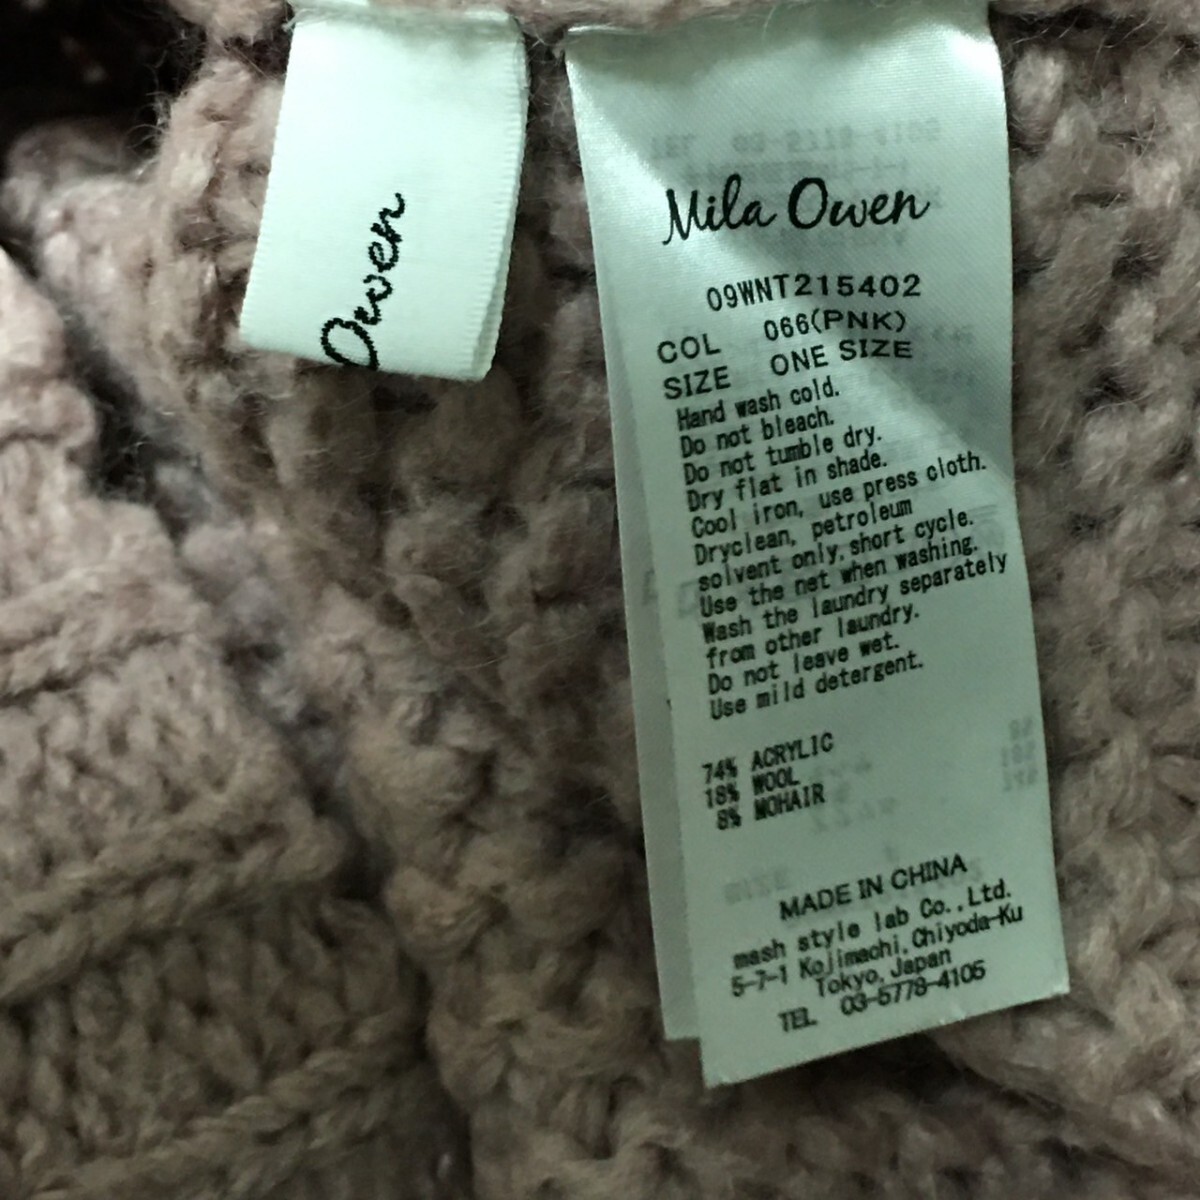 Owen
Mila Owen
09WNT215402
COL 066(PNK)
SIZE ONE SIZE
Hand wash cold.
Do not bleach.
Do not tumble dry.
Dry flat in shade.
Cool iron, use press cloth.
Dryclean, petroleum
solvent only,short cycle.
Use the net when washing.
Wash the laundry separately
from other laundry.
Do not leave wet.
Use mild detergent.
74% ACRYLIC
18% WOOL
8% MOHAIR
MADE IN CHINA
mash style lab Co.,Ltd.
5-7-1 Kojimachi,Chiyoda-Ku
Tokyo,Japan
TEL 03-5778-4105